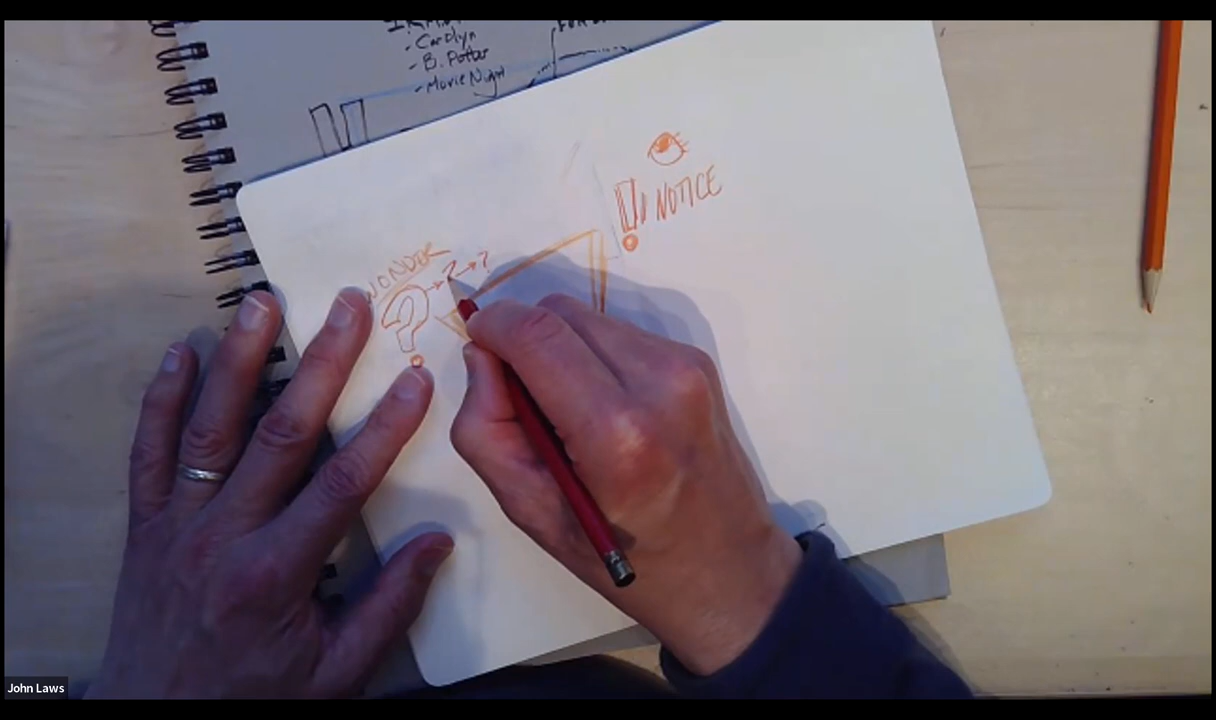 - Carolyn
- B. Potter
- Movie Night
! NOTICE
WONDER
? → ? → ?
John Laws